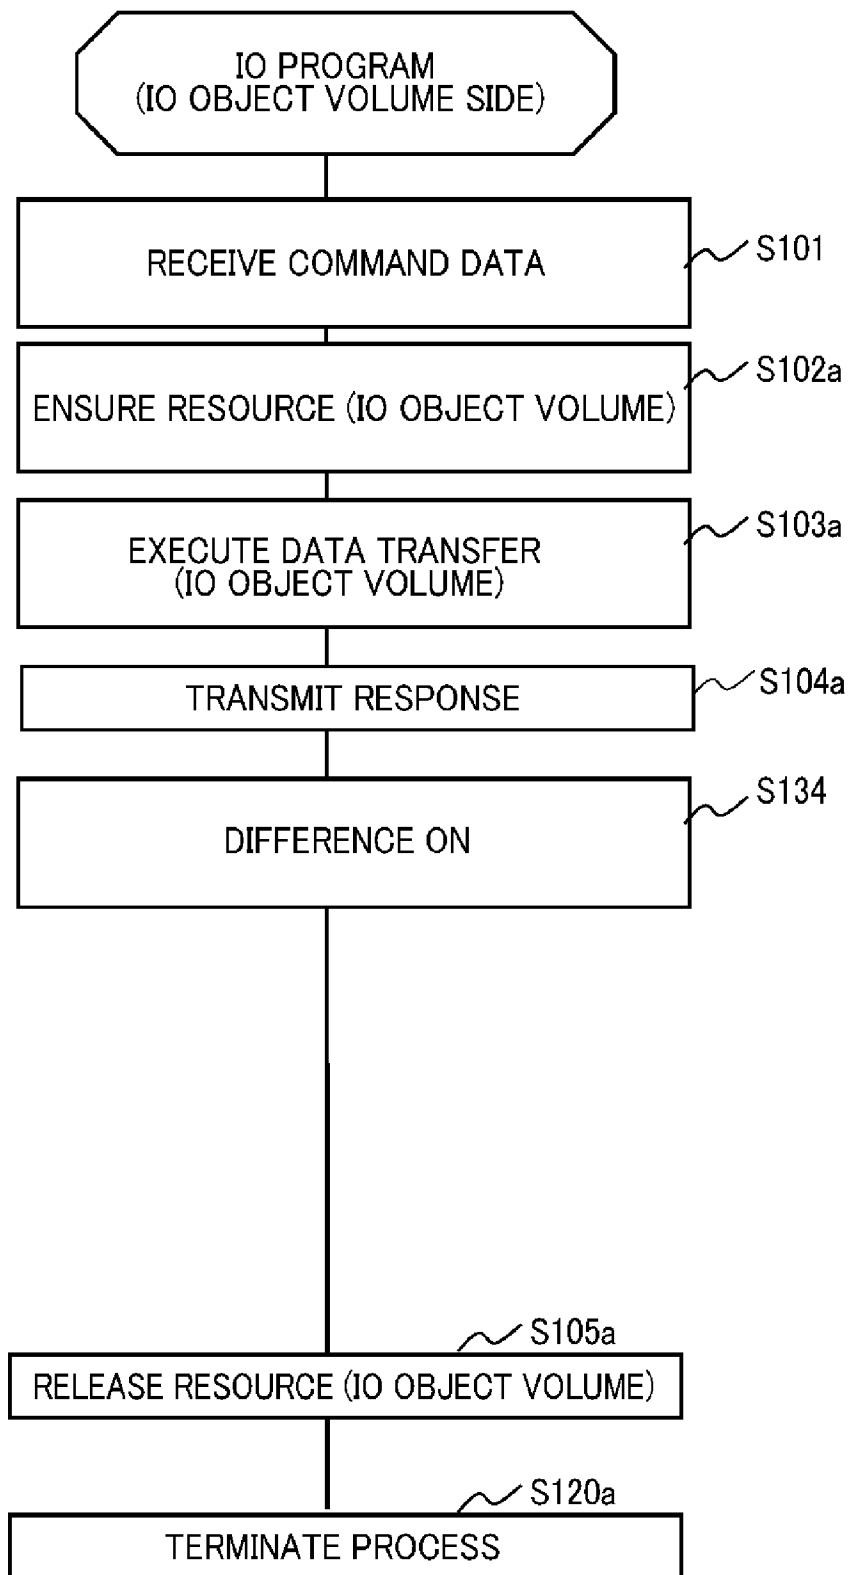 IO PROGRAM
(IO OBJECT VOLUME SIDE)
RECEIVE COMMAND DATA
S101
ENSURE RESOURCE (IO OBJECT VOLUME)
S102a
EXECUTE DATA TRANSFER
(IO OBJECT VOLUME)
S103a
TRANSMIT RESPONSE
S104a
DIFFERENCE ON
S134
S105a
RELEASE RESOURCE (IO OBJECT VOLUME)
S120a
TERMINATE PROCESS